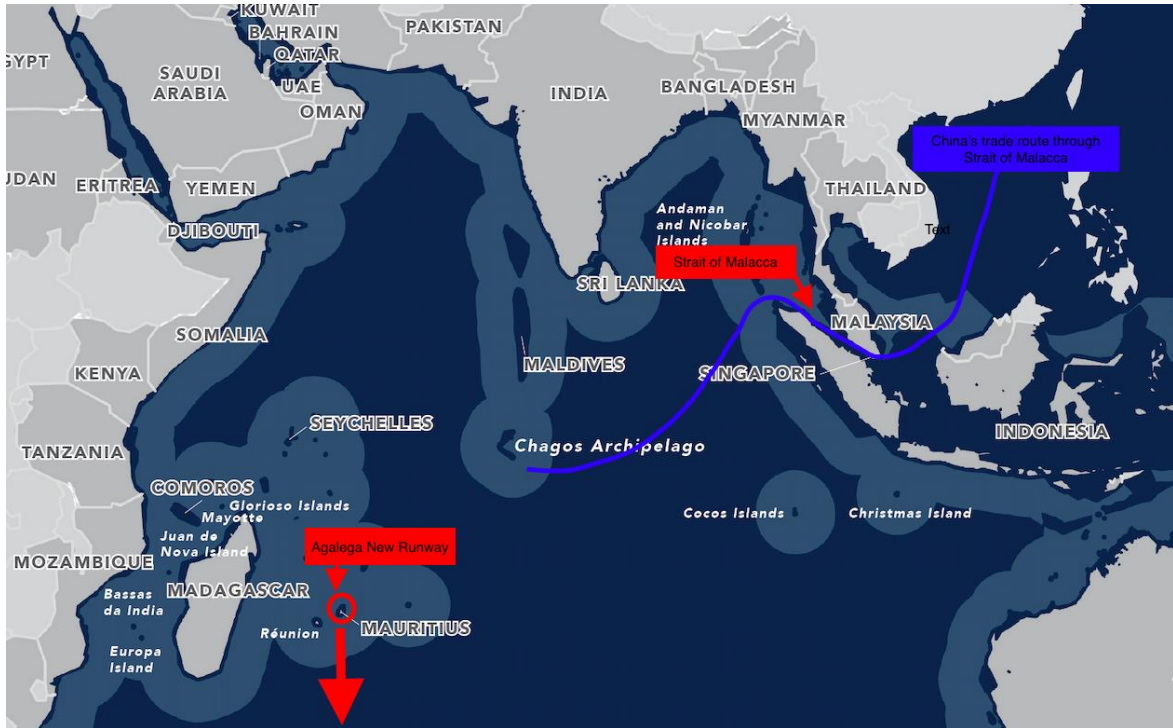 KUWAIT
PAKISTAN
BAHRAIN
QATAR
GYPT
SAUDI
ARABIA
UAE
OMAN
INDIA
BANGLADESH
MYANMAR
China's trade route through
Strait of Malacca
UDAN
ERITREA
YEMEN
THAILAND
DJIBOUTI
Andaman
and Nicobar
Islands
Text
Strait of Malacca
SRI LANKA
SOMALIA
MALAYSIA
KENYA
MALDIVES
SINGAPORE
SEYCHELLES
TANZANIA
Chagos Archipelago
INDONESIA
COMOROS
Glorioso Islands
Mayotte
Cocos Islands
Christmas Island
Juan de
Nova Island
Agalega New Runway
MOZAMBIQUE
MADAGASCAR
Bassas
da India
Réunion
MAURITIUS
Europa
Island